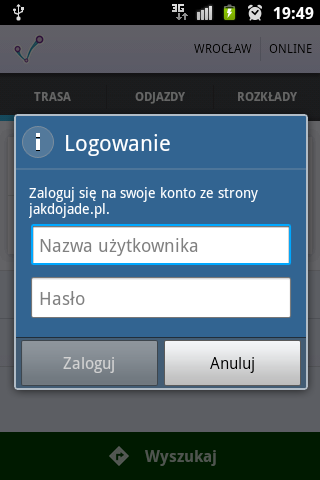 3G 19:49
WROCŁAW ONLINE
TRASA ODJAZDY ROZKŁADY
Logowanie
Zaloguj się na swoje konto ze strony
jakdojade.pl.
Nazwa użytkownika
Hasło
Zaloguj Anuluj
Wyszukaj